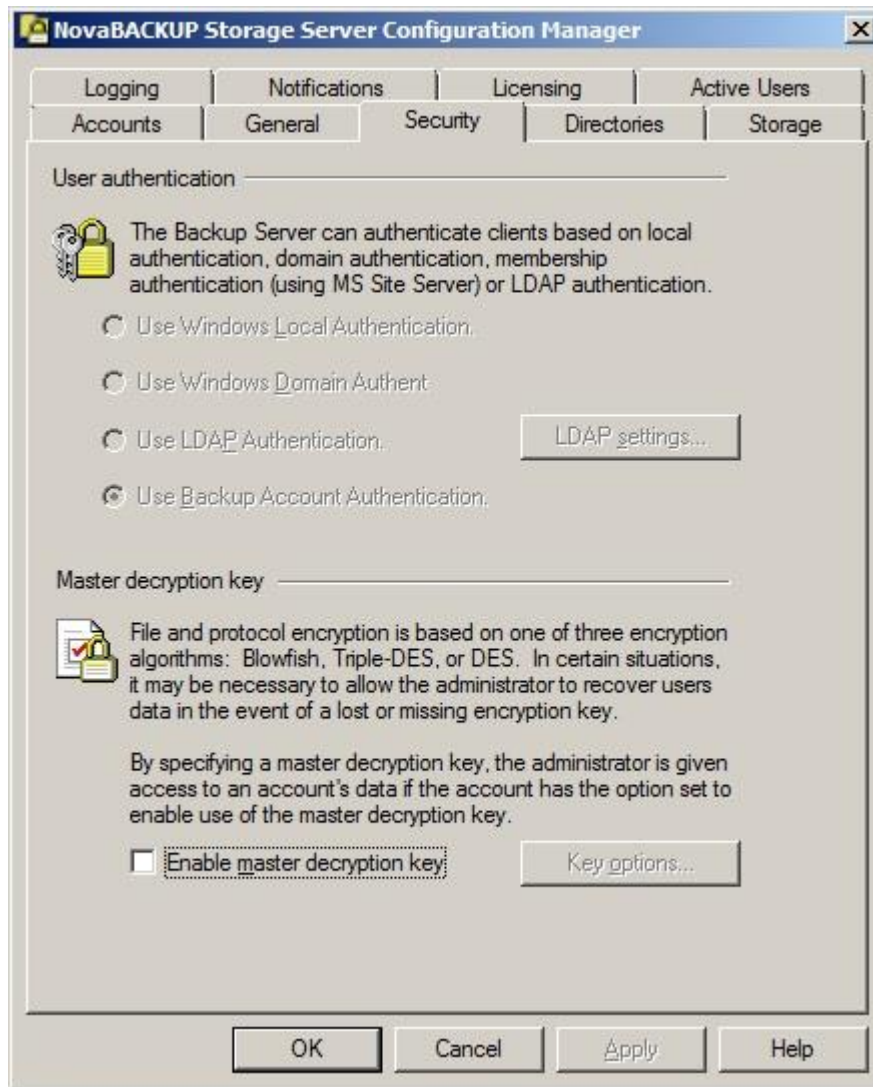 NovaBACKUP Storage Server Configuration Manager
Logging Notifications Licensing Active Users
Accounts General Security Directories Storage
User authentication
The Backup Server can authenticate clients based on local
authentication, domain authentication, membership
authentication (using MS Site Server) or LDAP authentication.
Use Windows Local Authentication.
Use Windows Domain Authent
Use LDAP Authentication. LDAP settings...
Use Backup Account Authentication.
Master decryption key
File and protocol encryption is based on one of three encryption
algorithms: Blowfish, Triple-DES, or DES. In certain situations,
it may be necessary to allow the administrator to recover users
data in the event of a lost or missing encryption key.
By specifying a master decryption key, the administrator is given
access to an account's data if the account has the option set to
enable use of the master decryption key.
Enable master decryption key Key options...
OK Cancel Apply Help